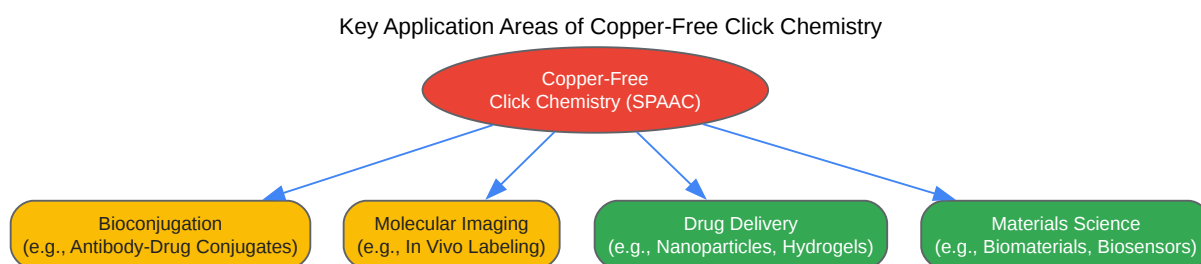 Key Application Areas of Copper-Free Click Chemistry
Copper-Free
Click Chemistry (SPAAC)
Bioconjugation
(e.g., Antibody-Drug Conjugates)
Molecular Imaging
(e.g., In Vivo Labeling)
Drug Delivery
(e.g., Nanoparticles, Hydrogels)
Materials Science
(e.g., Biomaterials, Biosensors)